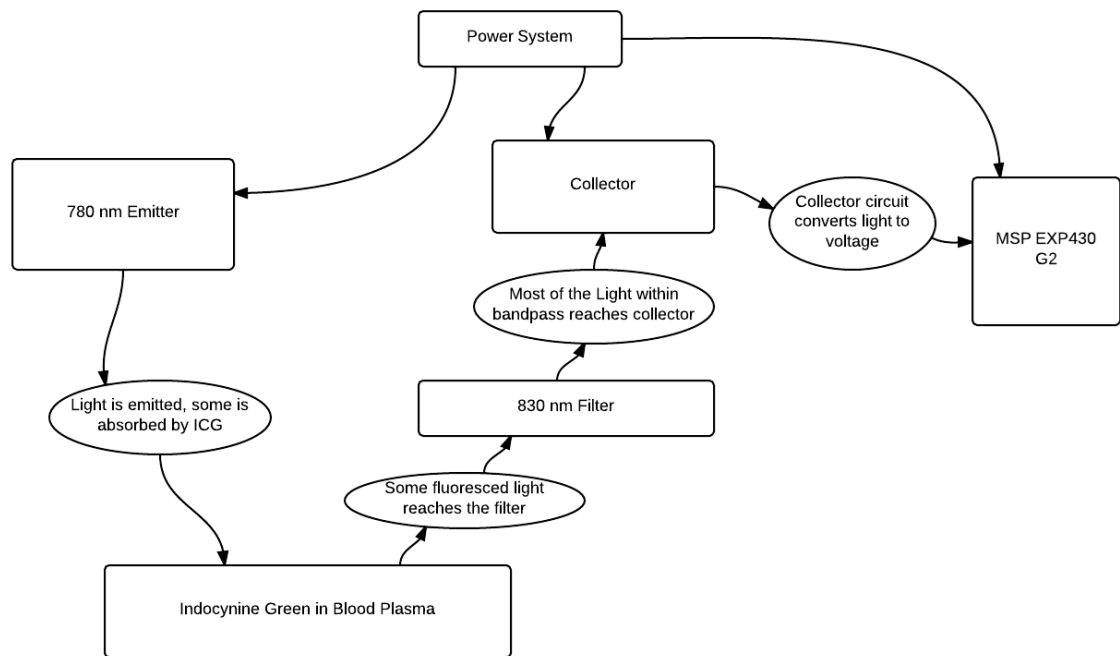 Power System
780 nm Emitter
Collector
Collector circuit
converts light to
voltage
MSP EXP430
G2
Most of the Light within
bandpass reaches collector
830 nm Filter
Light is emitted, some is
absorbed by ICG
Some fluoresced light
reaches the filter
Indocynine Green in Blood Plasma